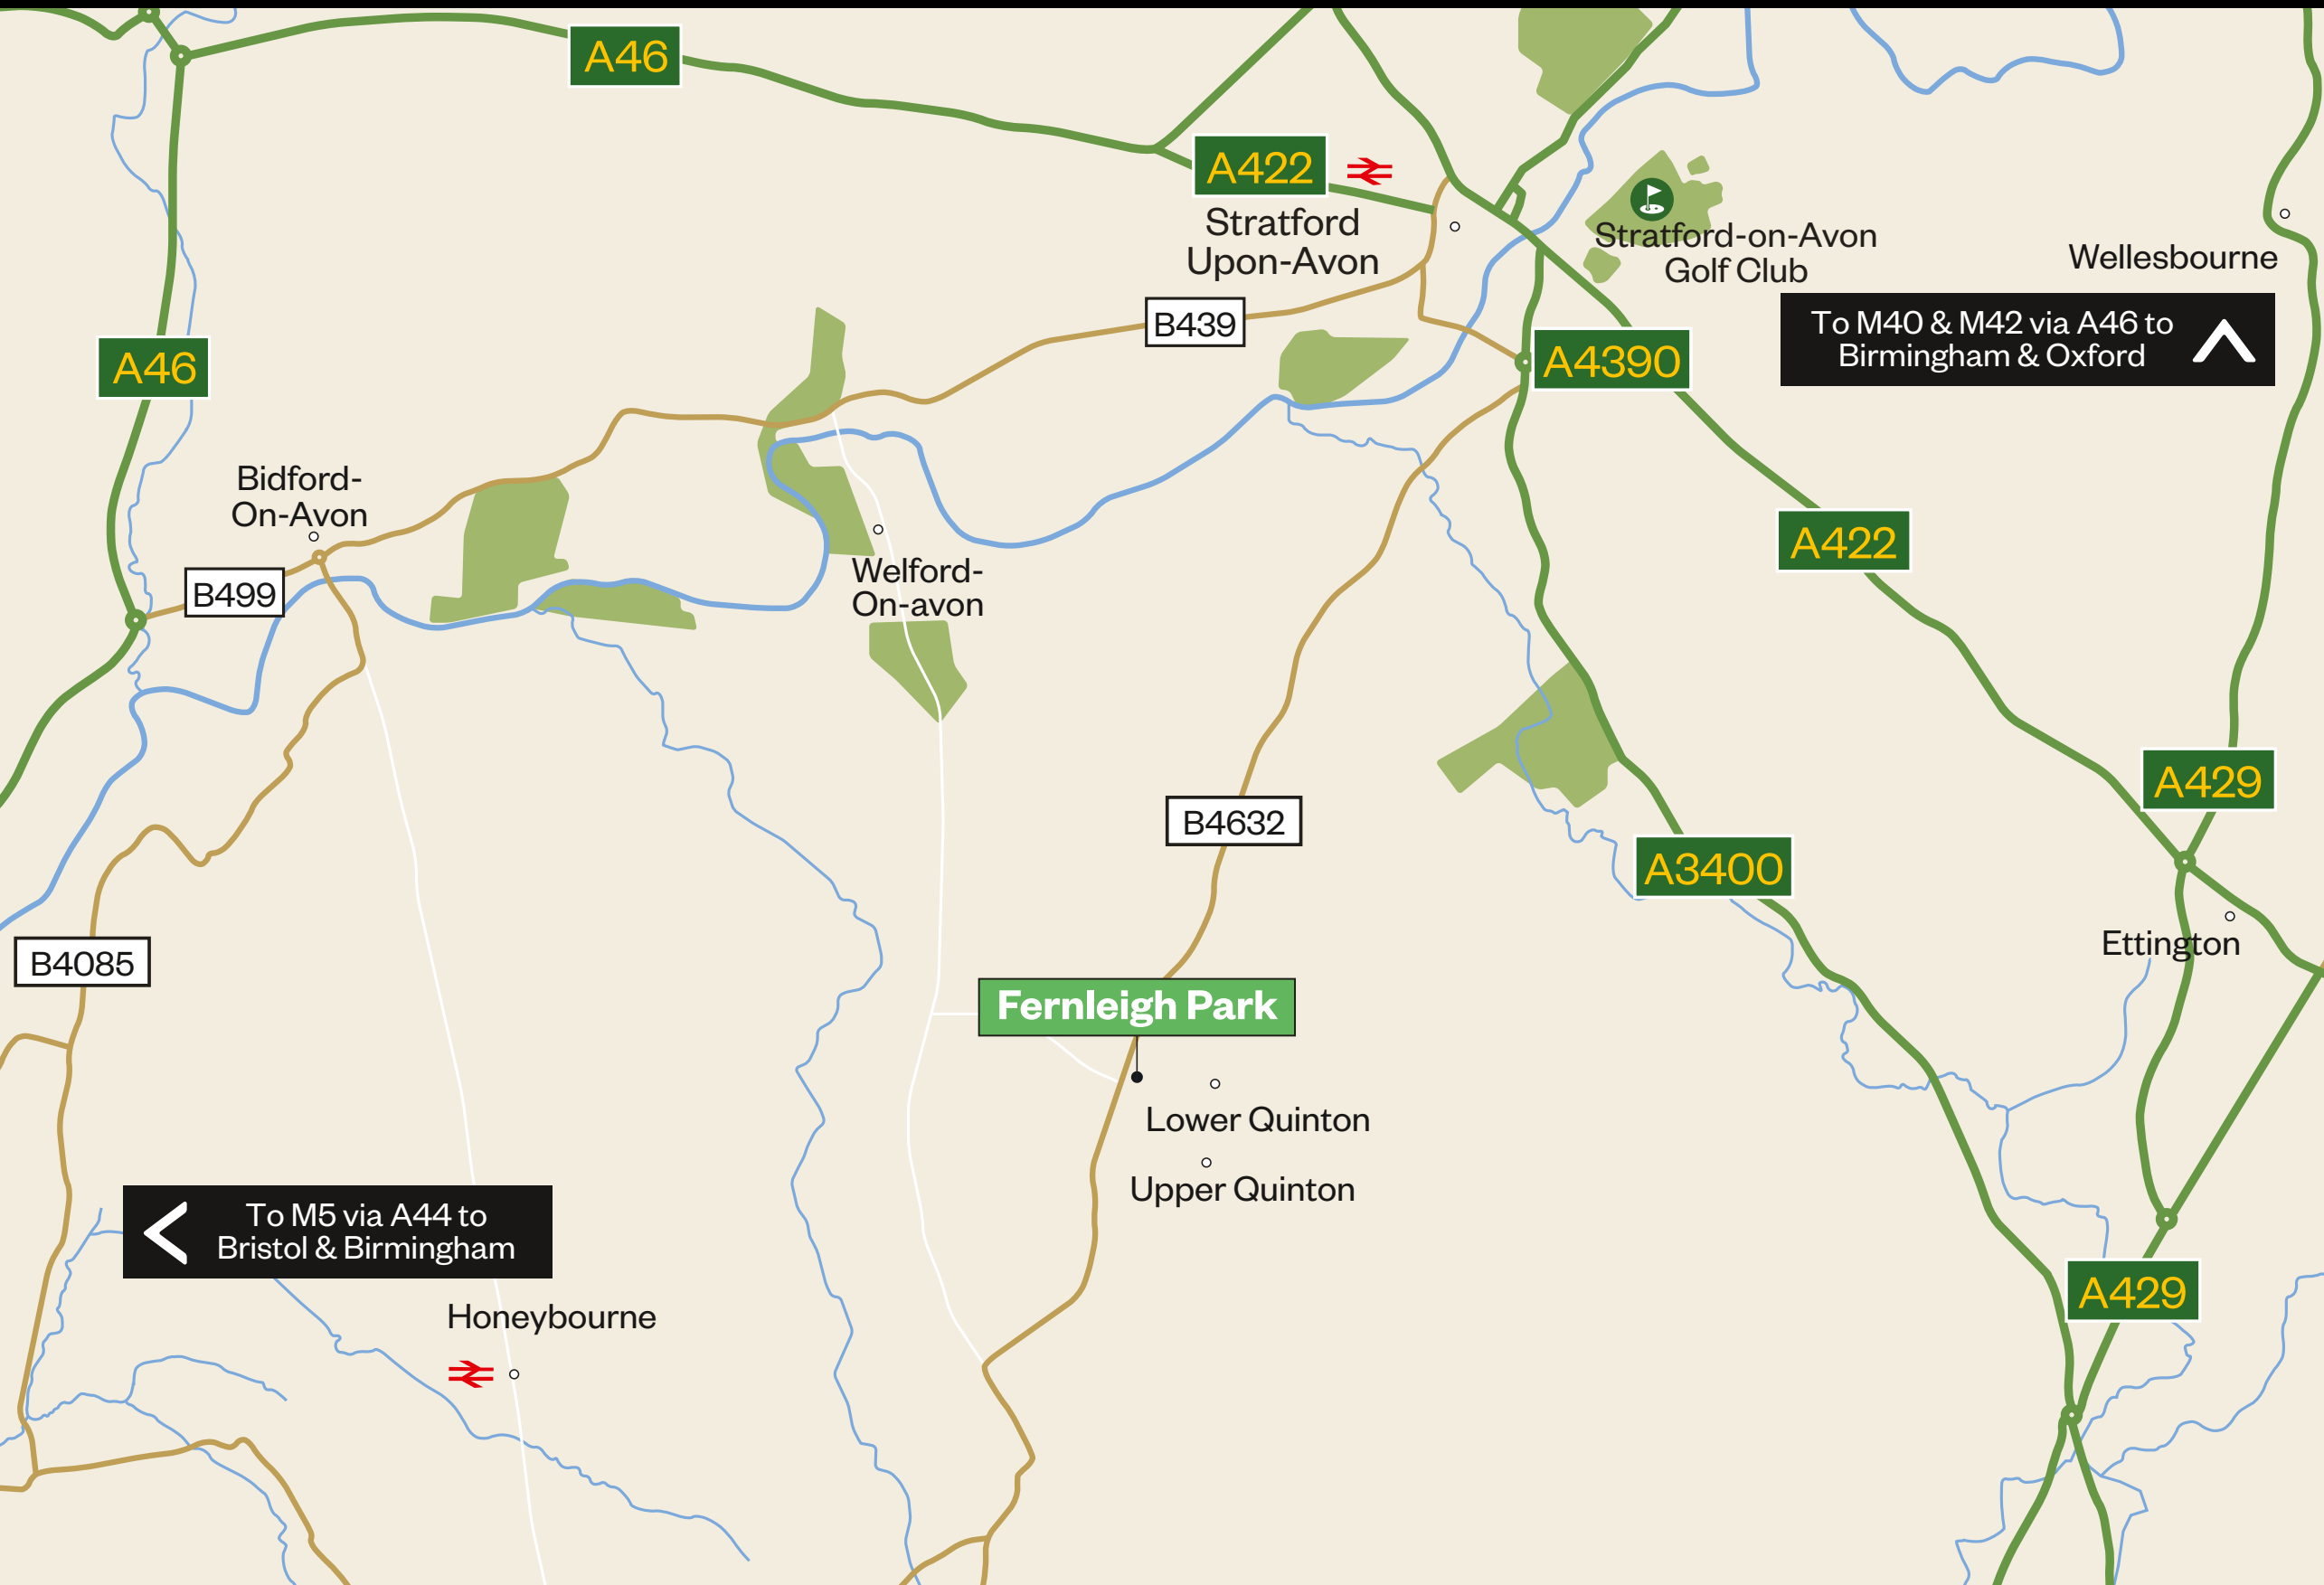 A46
A422
Stratford
Upon-Avon
Stratford-on-Avon
Golf Club
Wellesbourne
B439
To M40 & M42 via A46 to
Birmingham & Oxford
A4390
A46
Bidford-
On-Avon
A422
B499
Welford-
On-avon
A429
B4632
A3400
Ettington
B4085
Fernleigh Park
Lower Quinton
Upper Quinton
To M5 via A44 to
Bristol & Birmingham
A429
Honeybourne